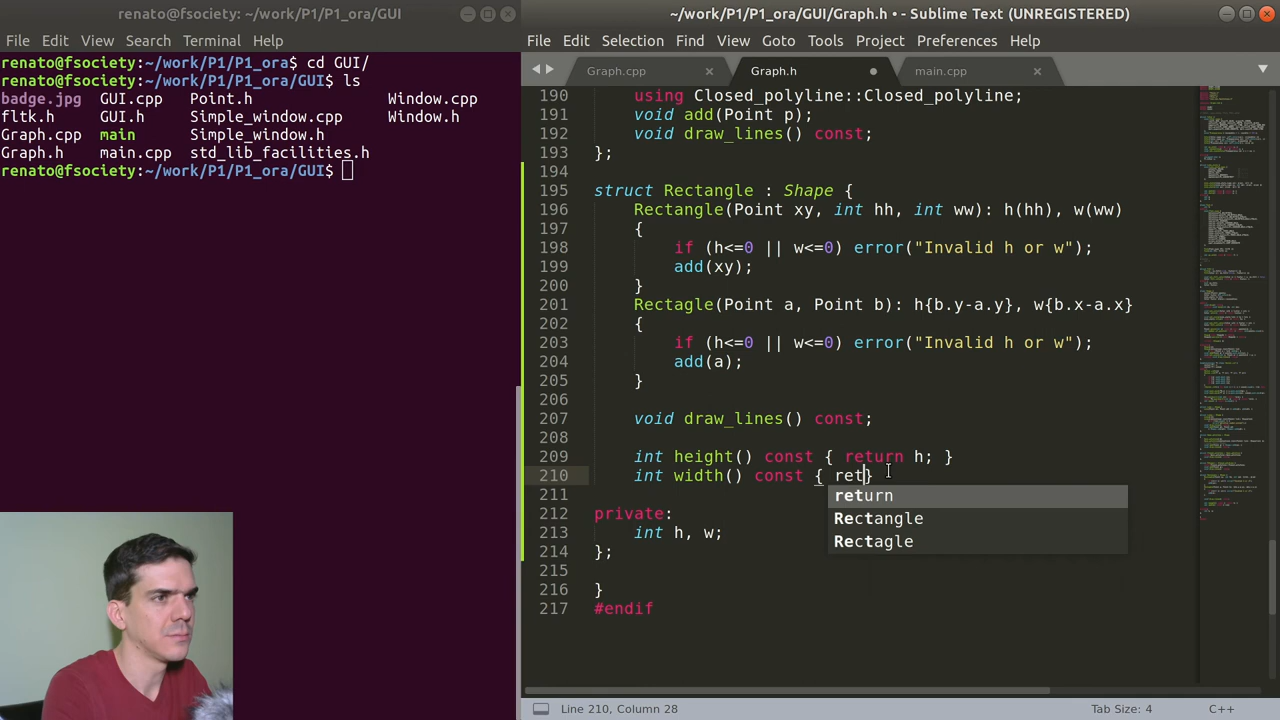 renato@fsociety: ~/work/P1/P1_ora/GUI
File Edit View Search Terminal Help
renato@fsociety:~/work/P1/P1_ora$ cd GUI/
renato@fsociety:~/work/P1/P1_ora/GUI$ ls
badge.jpg GUI.cpp Point.h Window.cpp
fltk.h GUI.h Simple_window.cpp Window.h
Graph.cpp main Simple_window.h
Graph.h main.cpp std_lib_facilities.h
renato@fsociety:~/work/P1/P1_ora/GUI$
~/work/P1/P1_ora/GUI/Graph.h • - Sublime Text (UNREGISTERED)
File Edit Selection Find View Goto Tools Project Preferences Help
Graph.cpp Graph.h main.cpp
190 using Closed_polyline::Closed_polyline;
191 void add(Point p);
192 void draw_lines() const;
193 };
194
195 struct Rectangle : Shape {
196 Rectangle(Point xy, int hh, int ww): h(hh), w(ww)
197 {
198 if (h<=0 || w<=0) error("Invalid h or w");
199 add(xy);
200 }
201 Rectagle(Point a, Point b): h{b.y-a.y}, w{b.x-a.x}
202 {
203 if (h<=0 || w<=0) error("Invalid h or w");
204 add(a);
205 }
206
207 void draw_lines() const;
208
209 int height() const { return h; }
210 int width() const { ret}
return
Rectangle
Rectagle
211
212 private:
213 int h, w;
214 };
215
216 }
217 #endif
Line 210, Column 28 Tab Size: 4 C++